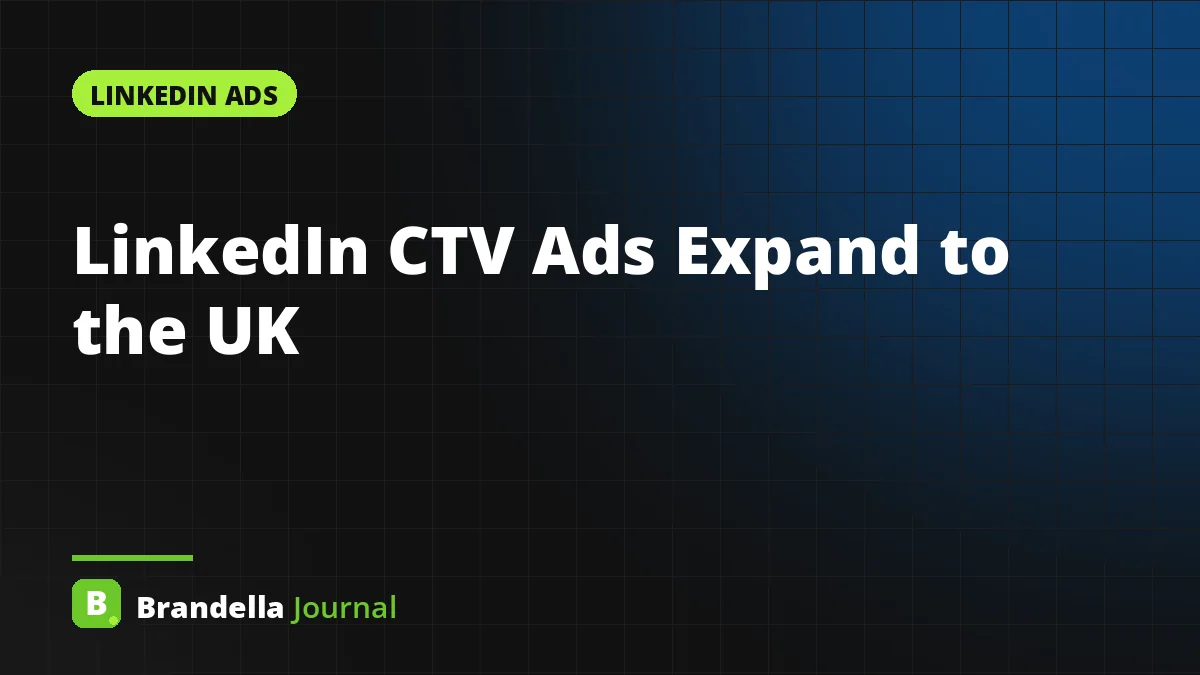 LINKEDIN ADS
LinkedIn CTV Ads Expand to
the UK
B
Brandella Journal